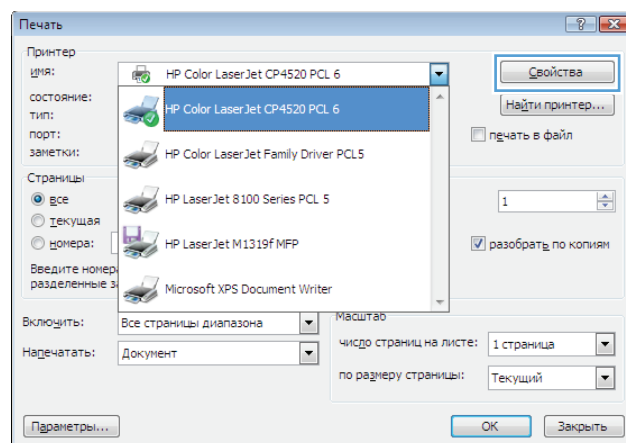 Печать
Принтер
имя:
HP Color LaserJet CP4520 PCL 6
Свойства
состояние:
HP Color LaserJet CP4520 PCL 6
Найти принтер...
тип:
порт:
HP Color LaserJet Family Driver PCL5
печать в файл
заметки:
Страницы
все
HP LaserJet 8100 Series PCL 5
1
текущая
номера:
HP LaserJet M1319f MFP
разобрать по копиям
Введите
разделенные
Microsoft XPS Document Writer
Включить:
Все страницы диапазона
Масштаб
число страниц на листе:
1 страница
Напечатать:
Документ
по размеру страницы:
Текущий
Параметры...
OK
Закрыть